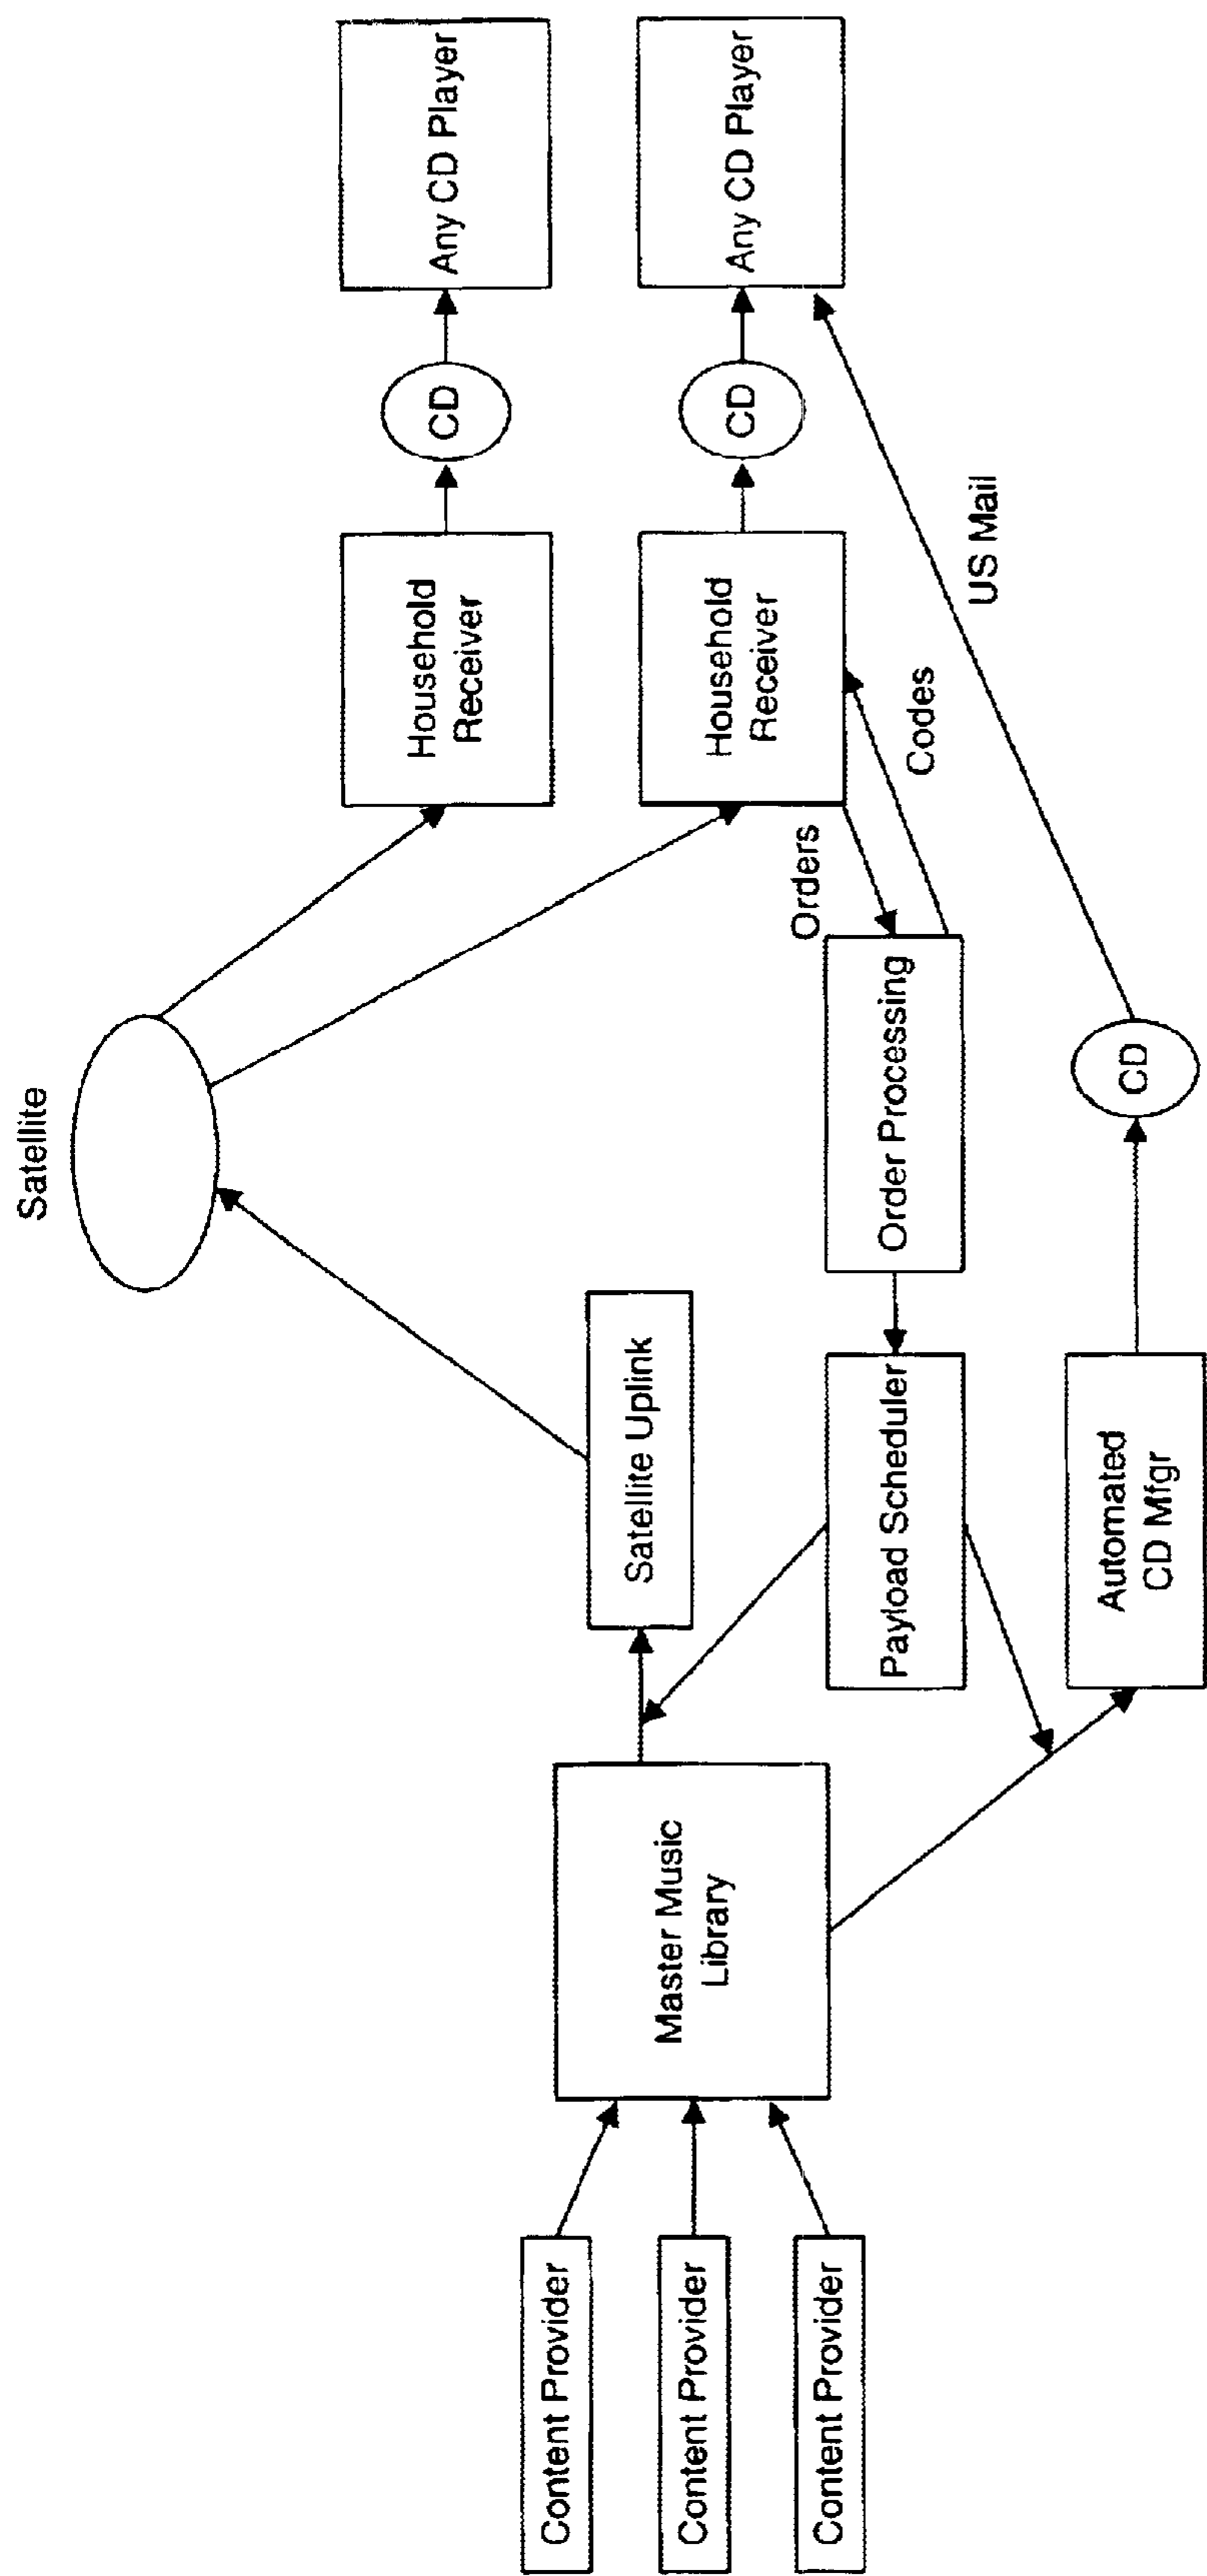 Satellite
Any CD Player
CD
Household
Receiver
Any CD Player
CD
Household
Receiver
Satellite Uplink
Content Provider
Content Provider
Content Provider
Master Music
Library
Orders
Codes
Payload Scheduler
Order Processing
US Mail
Automated
CD Mfgr
CD